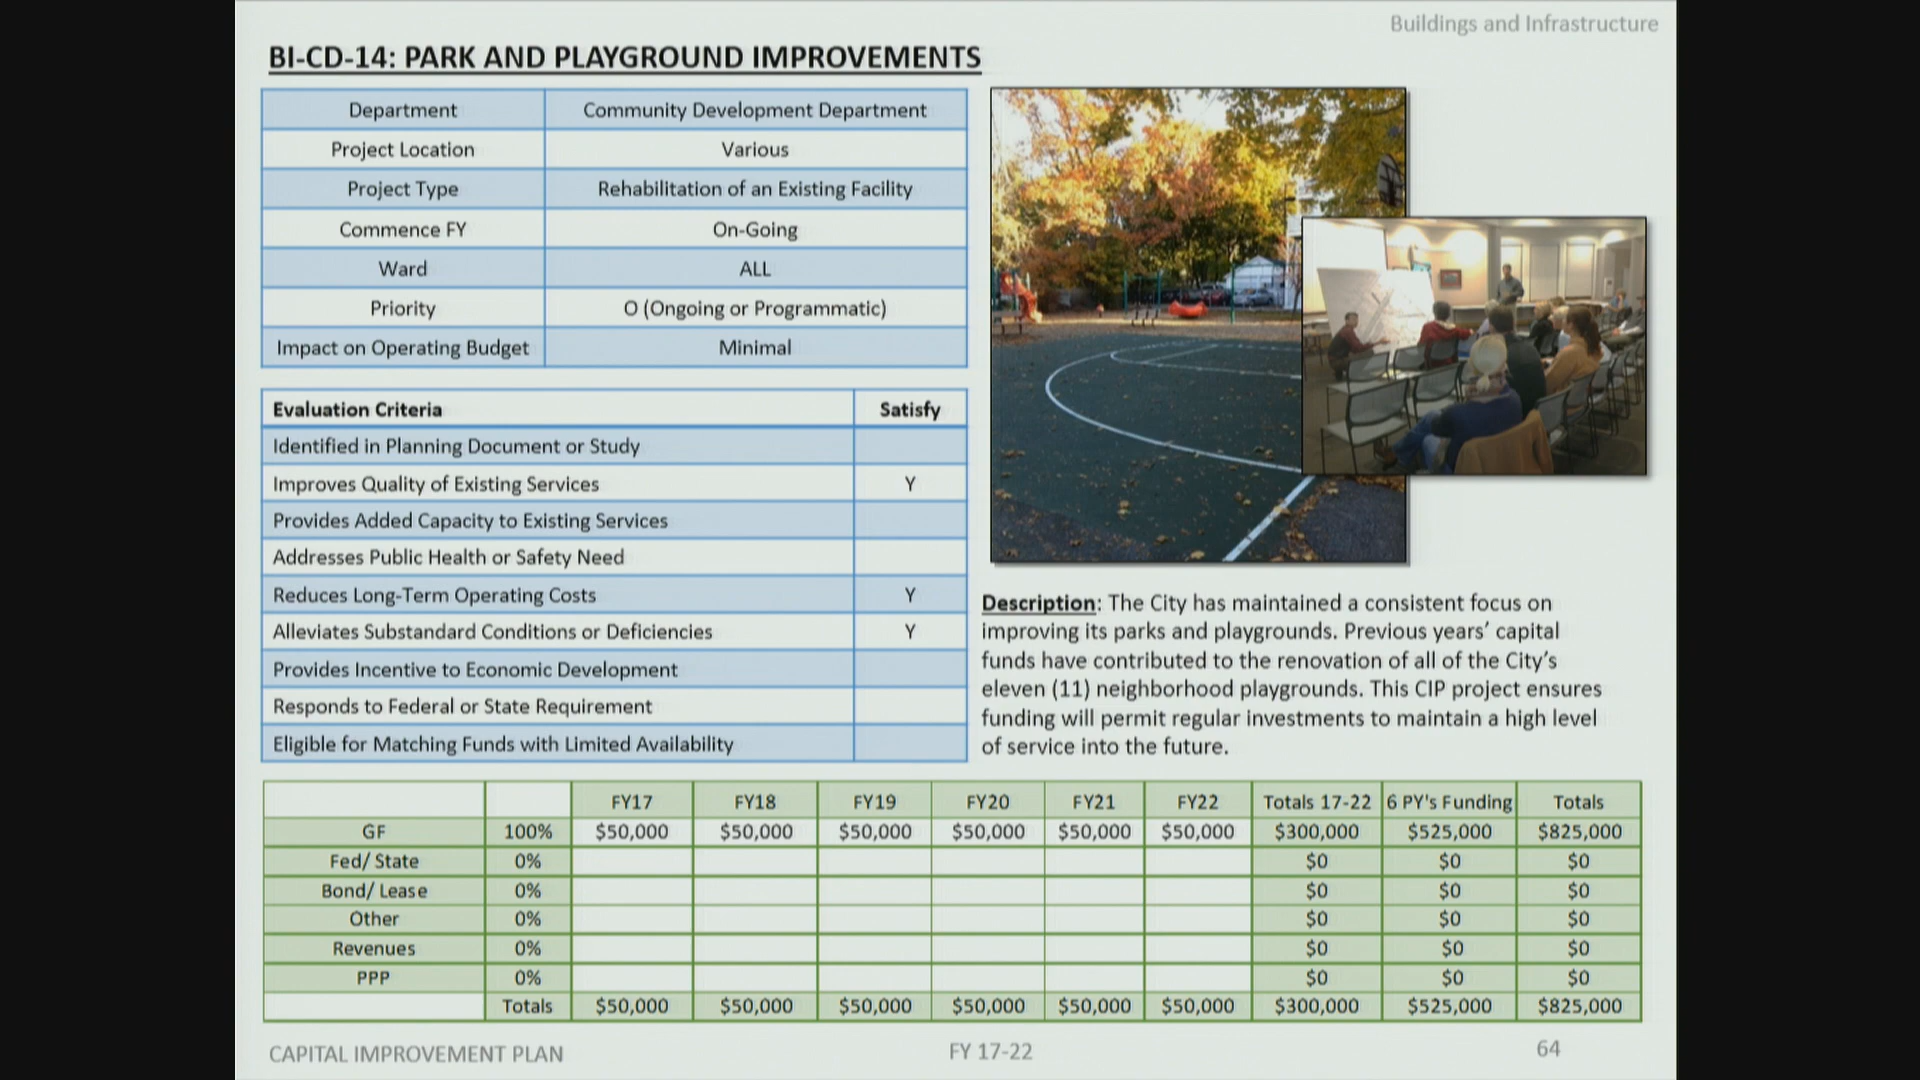 Buildings and Infrastructure
BI-CD-14: PARK AND PLAYGROUND IMPROVEMENTS
Department Community Development Department
Project Location Various
Project Type Rehabilitation of an Existing Facility
Commence FY On-Going
Ward ALL
Priority O (Ongoing or Programmatic)
Impact on Operating Budget Minimal
Evaluation Criteria Satisfy
Identified in Planning Document or Study
Improves Quality of Existing Services Y
Provides Added Capacity to Existing Services
Addresses Public Health or Safety Need
Reduces Long-Term Operating Costs Y
Alleviates Substandard Conditions or Deficiencies Y
Provides Incentive to Economic Development
Responds to Federal or State Requirement
Eligible for Matching Funds with Limited Availability
Description: The City has maintained a consistent focus on
improving its parks and playgrounds. Previous years’ capital
funds have contributed to the renovation of all of the City’s
eleven (11) neighborhood playgrounds. This CIP project ensures
funding will permit regular investments to maintain a high level
of service into the future.
FY17 FY18 FY19 FY20 FY21 FY22 Totals 17-22 6 PY's Funding Totals
GF 100% $50,000 $50,000 $50,000 $50,000 $50,000 $50,000 $300,000 $525,000 $825,000
Fed/ State 0% $0 $0 $0
Bond/ Lease 0% $0 $0 $0
Other 0% $0 $0 $0
Revenues 0% $0 $0 $0
PPP 0% $0 $0 $0
Totals $50,000 $50,000 $50,000 $50,000 $50,000 $50,000 $300,000 $525,000 $825,000
CAPITAL IMPROVEMENT PLAN FY 17-22 64